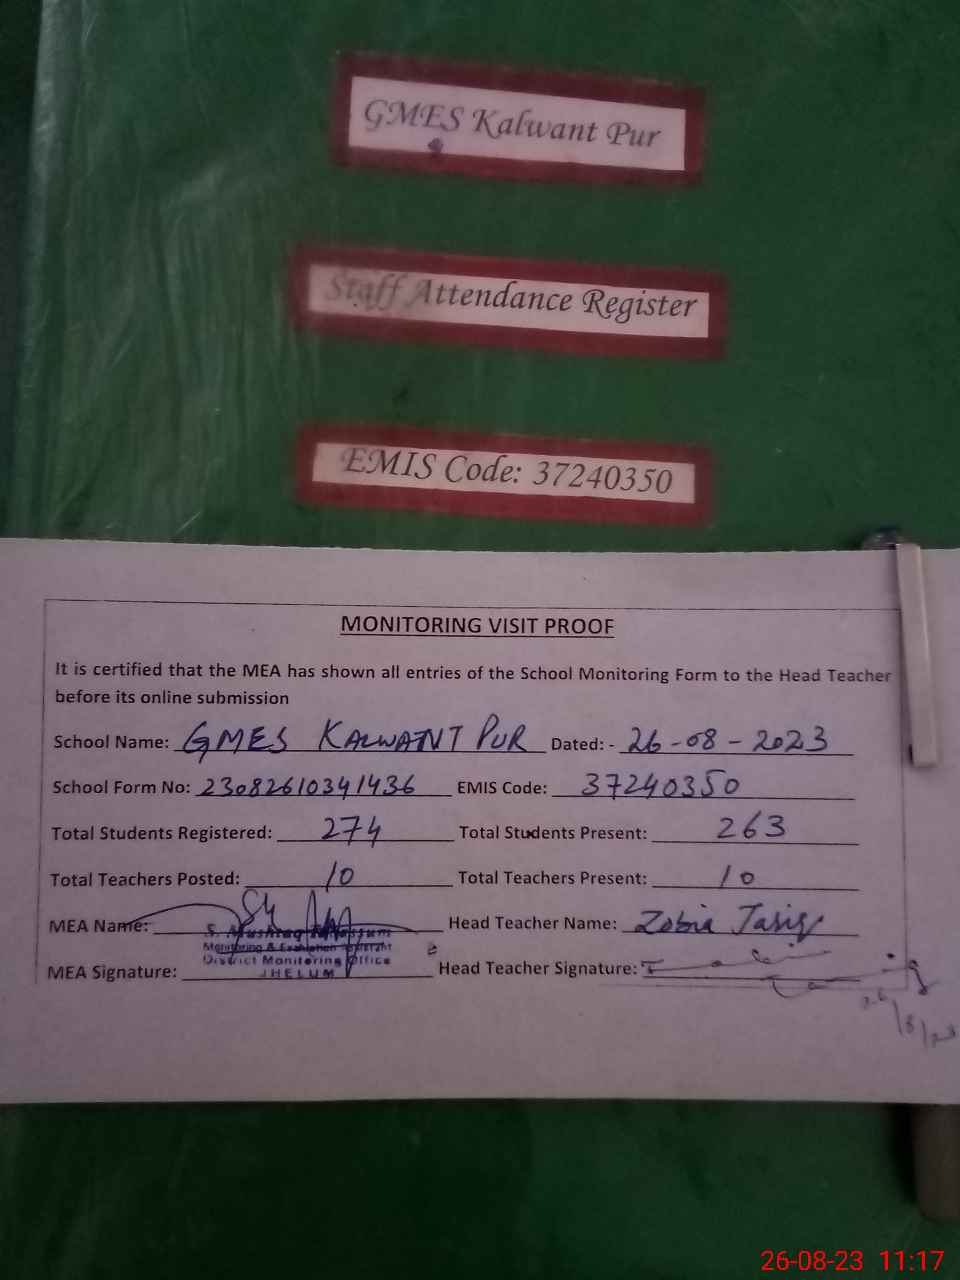 GMES Kalwant Pur
Staff Attendance Register
EMIS Code: 37240350
MONITORING VISIT PROOF
It is certified that the MEA has shown all entries of the School Monitoring Form to the Head Teacher
before its online submission
School Name: GMES KALWANT PUR Dated: - 26-08-2023
School Form No: 23082610341436 EMIS Code: 37240350
Total Students Registered: 274 Total Students Present: 263
Total Teachers Posted: 10 Total Teachers Present: 10
MEA Name: Head Teacher Name: Zobia Tariq
S. Mushtaq
Monitoring & Evaluation Assistant
District Monitoring Office
JHELUM
MEA Signature: Head Teacher Signature:
26-08-23 11:17